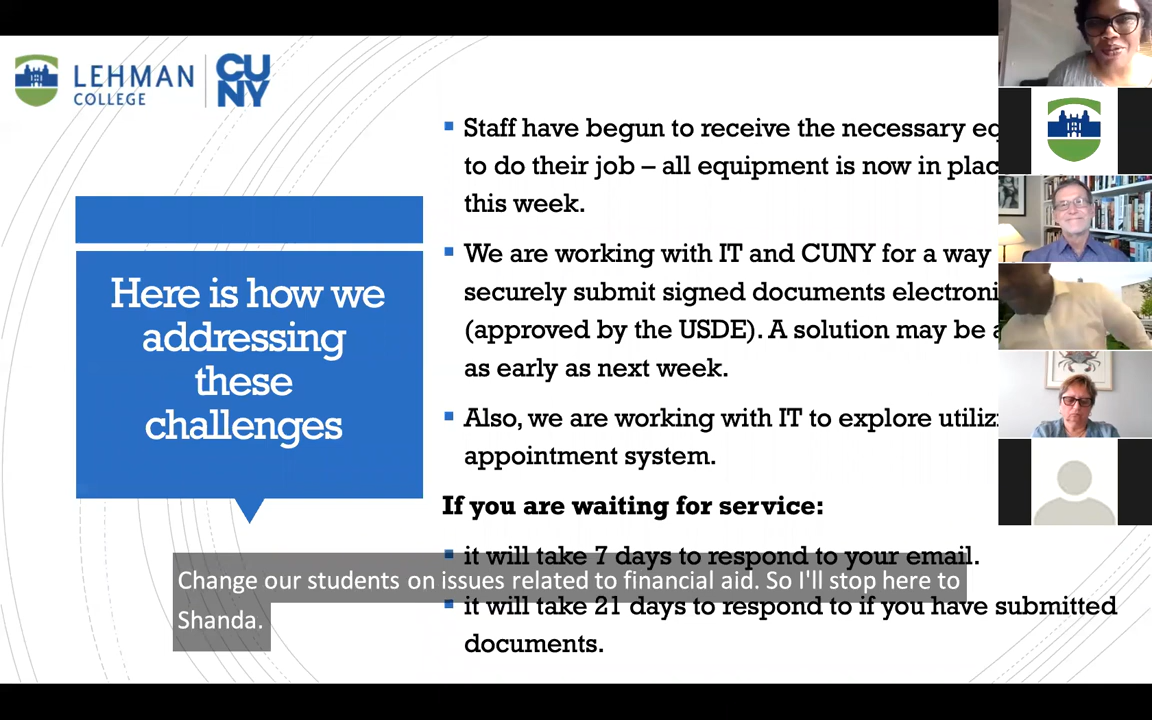 LEHMAN
COLLEGE
CU
NY
Here is how we
addressing
these
challenges
Staff have begun to receive the necessary
to do their job – all equipment is now in
this week.
We are working with IT and CUNY for a way
securely submit signed documents
(approved by the USDE). A solution may be
as early as next week.
Also, we are working with IT to explore
appointment system.
If you are waiting for service:
it will take 7 days to respond to your email.
it will take 21 days to respond to if you have submitted
documents.
Change our students on issues related to financial aid. So I'll stop here to
Shanda.